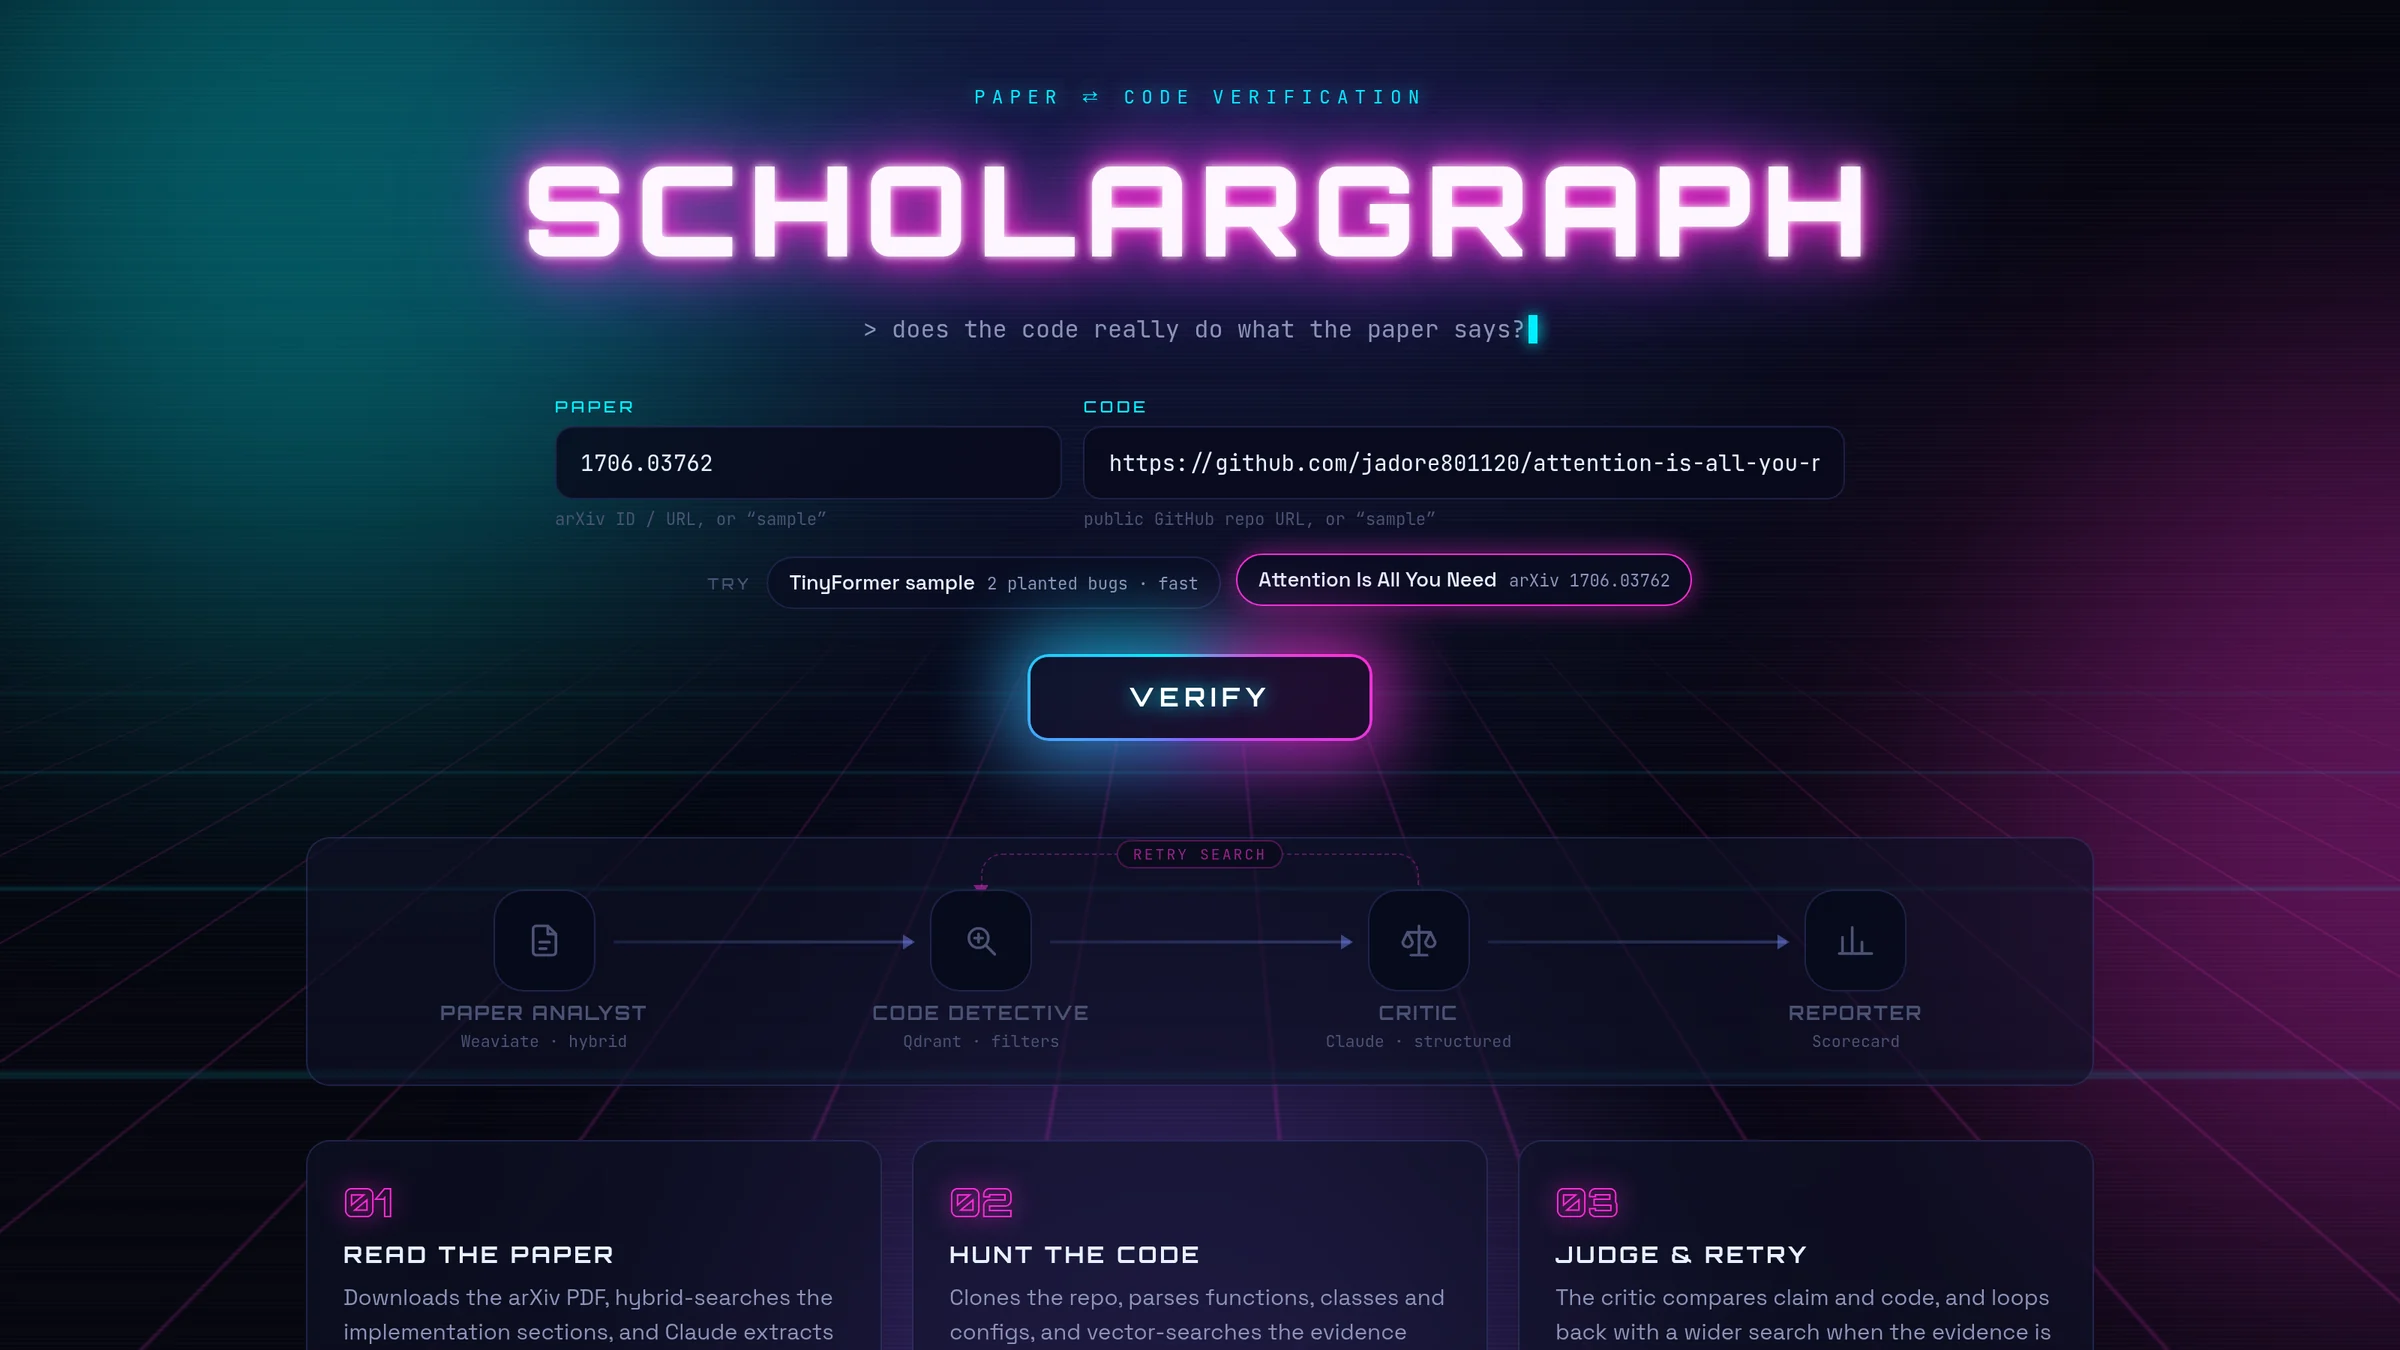 PAPER ⇄ CODE VERIFICATION
SCHOLARGRAPH
> does the code really do what the paper says?
PAPER
CODE
1706.03762
https://github.com/jadore801120/attention-is-all-you-r
arXiv ID / URL, or “sample”
public GitHub repo URL, or “sample”
TRY
TinyFormer sample 2 planted bugs · fast
Attention Is All You Need arXiv 1706.03762
VERIFY
RETRY SEARCH
PAPER ANALYST
Weaviate · hybrid
CODE DETECTIVE
Qdrant · filters
CRITIC
Claude · structured
REPORTER
Scorecard
01
READ THE PAPER
Downloads the arXiv PDF, hybrid-searches the
implementation sections, and Claude extracts
02
HUNT THE CODE
Clones the repo, parses functions, classes and
configs, and vector-searches the evidence
03
JUDGE & RETRY
The critic compares claim and code, and loops
back with a wider search when the evidence is